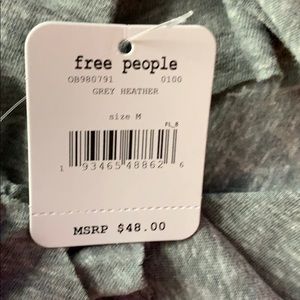 free people
OB980791 0100
GREY HEATHER
size M
FL_8
1 93465 48862 6
MSRP $48.00